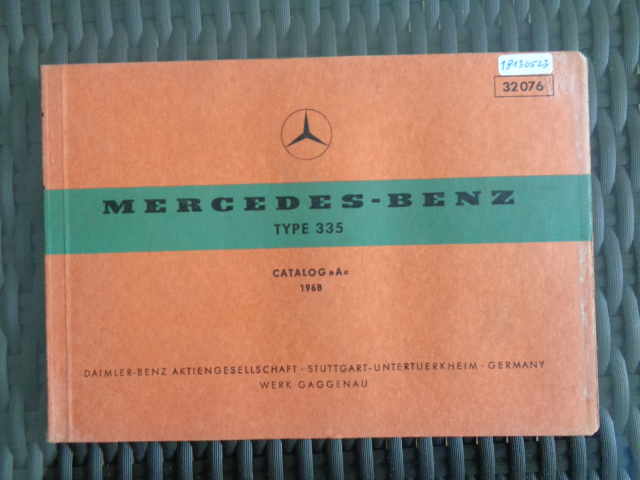 18130523
32076
MERCEDES-BENZ
TYPE 335
CATALOG »A«
1968
DAIMLER-BENZ AKTIENGESELLSCHAFT · STUTTGART-UNTERTUERKHEIM · GERMANY
WERK GAGGENAU